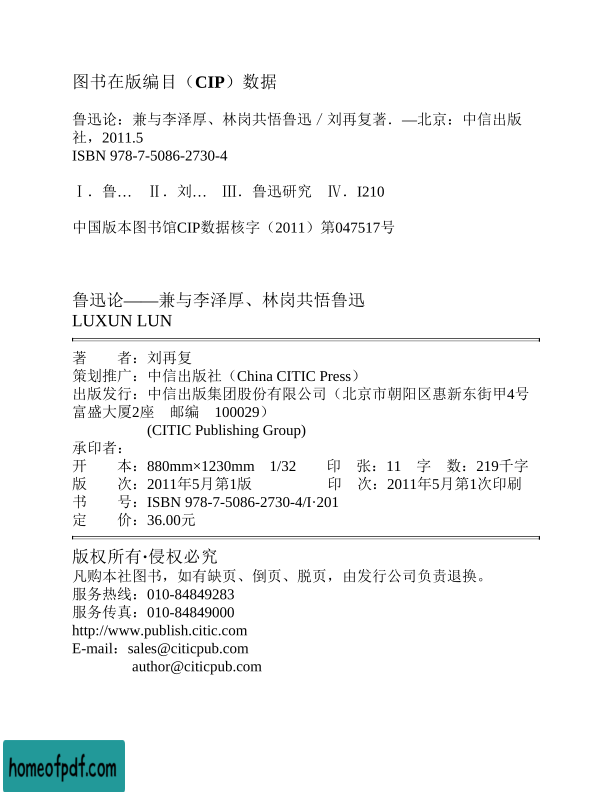 图书在版编目（CIP）数据
鲁迅论：兼与李泽厚、林岗共悟鲁迅／刘再复著．—北京：中信出版
社，2011.5
ISBN 978-7-5086-2730-4
Ⅰ．鲁… Ⅱ．刘… Ⅲ．鲁迅研究 Ⅳ．I210
中国版本图书馆CIP数据核字（2011）第047517号
鲁迅论——兼与李泽厚、林岗共悟鲁迅
LUXUN LUN
著　　者：刘再复
策划推广：中信出版社（China CITIC Press）
出版发行：中信出版集团股份有限公司（北京市朝阳区惠新东街甲4号
富盛大厦2座　邮编　100029）
(CITIC Publishing Group)
承印者：
开　　本：880mm×1230mm　1/32　　印　张：11　字　数：219千字
版　　次：2011年5月第1版　　　　　印　次：2011年5月第1次印刷
书　　号：ISBN 978-7-5086-2730-4/I·201
定　　价：36.00元
版权所有·侵权必究
凡购本社图书，如有缺页、倒页、脱页，由发行公司负责退换。
服务热线：010-84849283
服务传真：010-84849000
http://www.publish.citic.com
E-mail：sales@citicpub.com
author@citicpub.com
homeofpdf.com